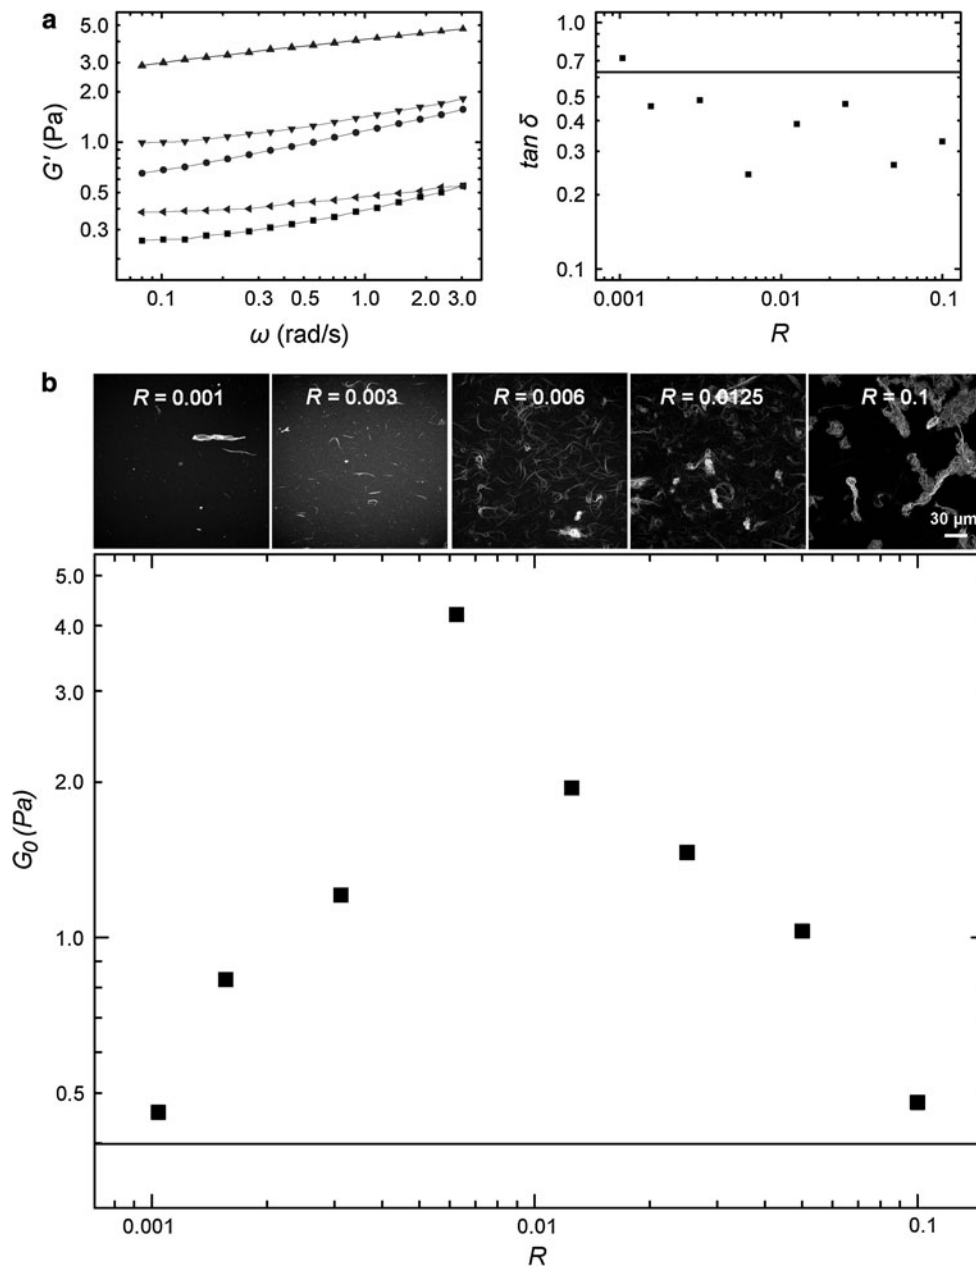 a
5.0
3.0
2.0
1.0
0.5
0.3
G′ (Pa)
0.1 0.3 0.5 1.0 2.0 3.0
ω (rad/s)
1.0
0.7
0.5
0.4
0.3
0.2
0.1
tan δ
0.001 0.01 0.1
R
b
R = 0.001 R = 0.003 R = 0.006 R = 0.0125 R = 0.1
30 μm
5.0
4.0
3.0
2.0
1.0
0.5
G0 (Pa)
0.001 0.01 0.1
R